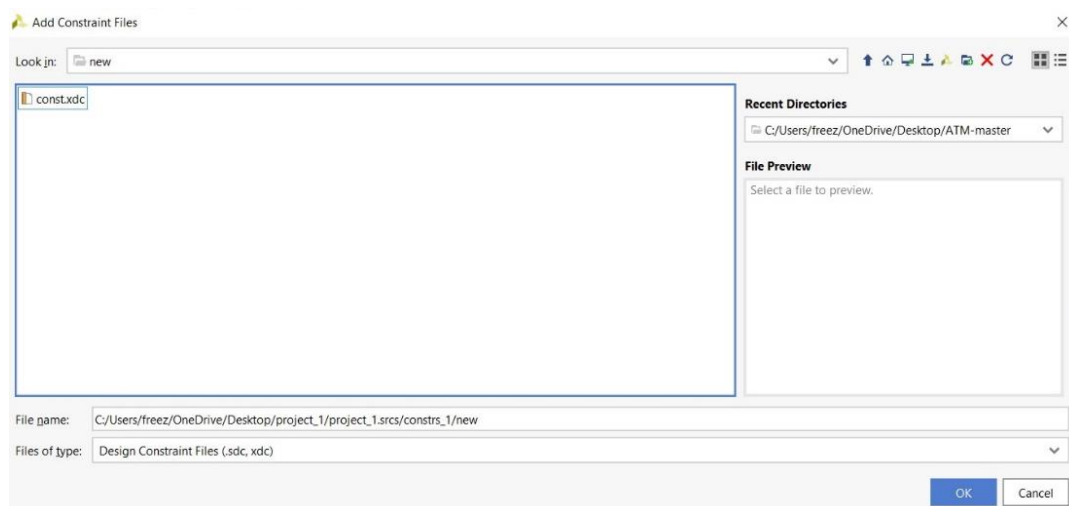 Add Constraint Files
Look in: new
const.xdc
Recent Directories
C:/Users/freez/OneDrive/Desktop/ATM-master
File Preview
Select a file to preview.
File name: C:/Users/freez/OneDrive/Desktop/project_1/project_1.srcs/constrs_1/new
Files of type: Design Constraint Files (.sdc, xdc)
OK Cancel